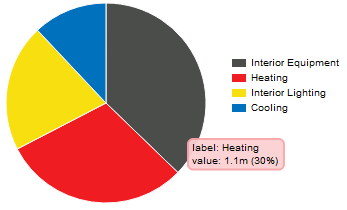 Interior Equipment
Heating
Interior Lighting
Cooling
label: Heating
value: 1.1m (30%)